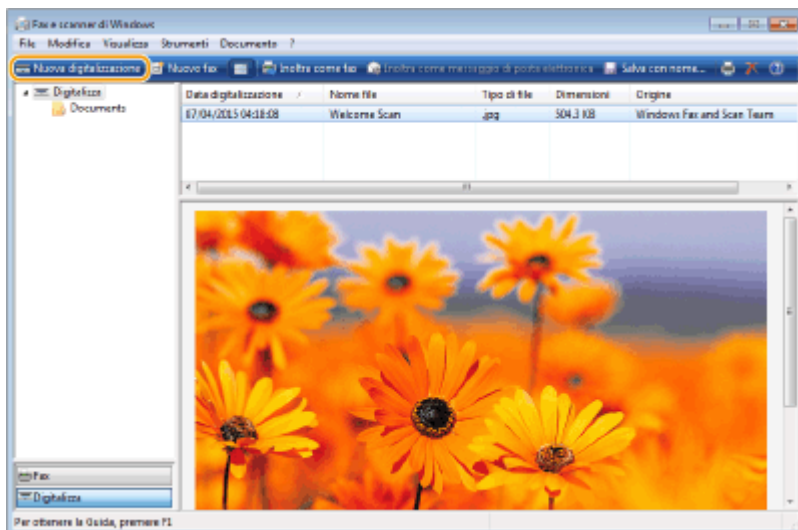 Fax e scanner di Windows
File Modifica Visualizza Strumenti Documento ?
Nuova digitalizzazione Nuovo fax Inoltra come fax Inoltra come messaggio di posta elettronica Salva con nome...
Digitalizza
Documents
Data digitalizzazione Nome file Tipo di file Dimensioni Origine
07/04/2015 04:18:08 Welcome Scan .jpg 504.3 KB Windows Fax and Scan Team
Fax
Digitalizza
Per ottenere la Guida, premere F1